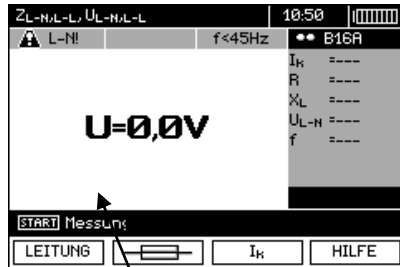 ZL-N,L-L, UL-N,L-L 10:50
L-N! f<45Hz B16A
IK =---
R =---
XL =---
UL-N =---
f =---
U=0,0V
START Messung
LEITUNG IK HILFE